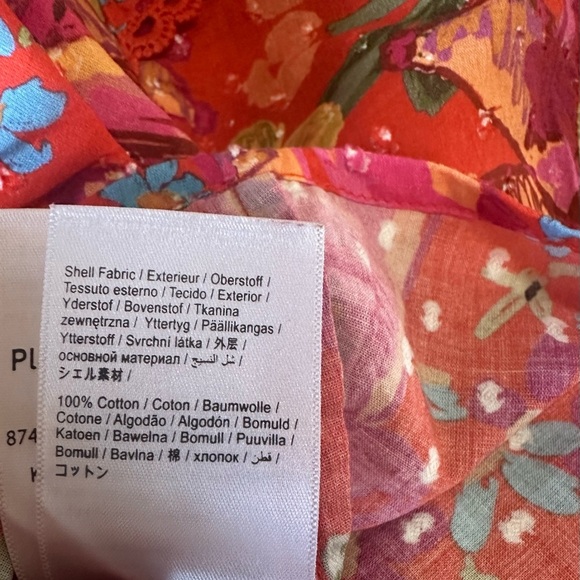 Shell Fabric / Exterieur / Oberstoff /
Tessuto esterno / Tecido / Exterior /
Yderstof / Bovenstof / Tkanina
zewnętrzna / Yttertyg / Päällikangas /
Ytterstoff / Svrchní látka / 外層 /
основной материал / شل النسيج /
シェル素材 /
100% Cotton / Coton / Baumwolle /
Cotone / Algodão / Algodón / Bomuld /
Katoen / Bawełna / Bomull / Puuvilla /
Bomull / Bavlna / 棉 / хлопок / قطن /
コットン
Pl
874
K